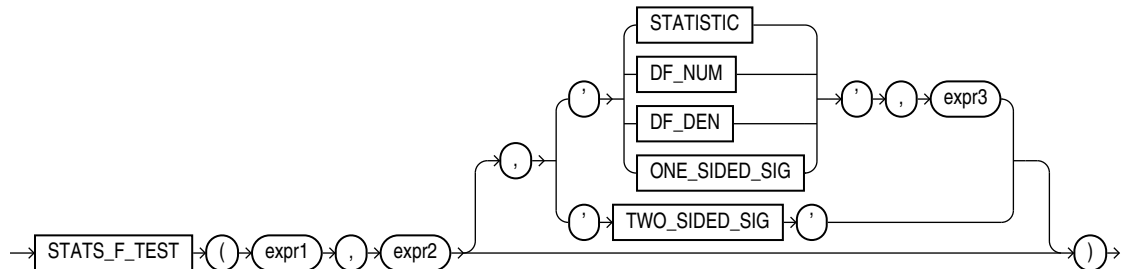 STATISTIC
' DF_NUM ' , expr3
DF_DEN
, ONE_SIDED_SIG
' TWO_SIDED_SIG '
STATS_F_TEST ( expr1 , expr2 )